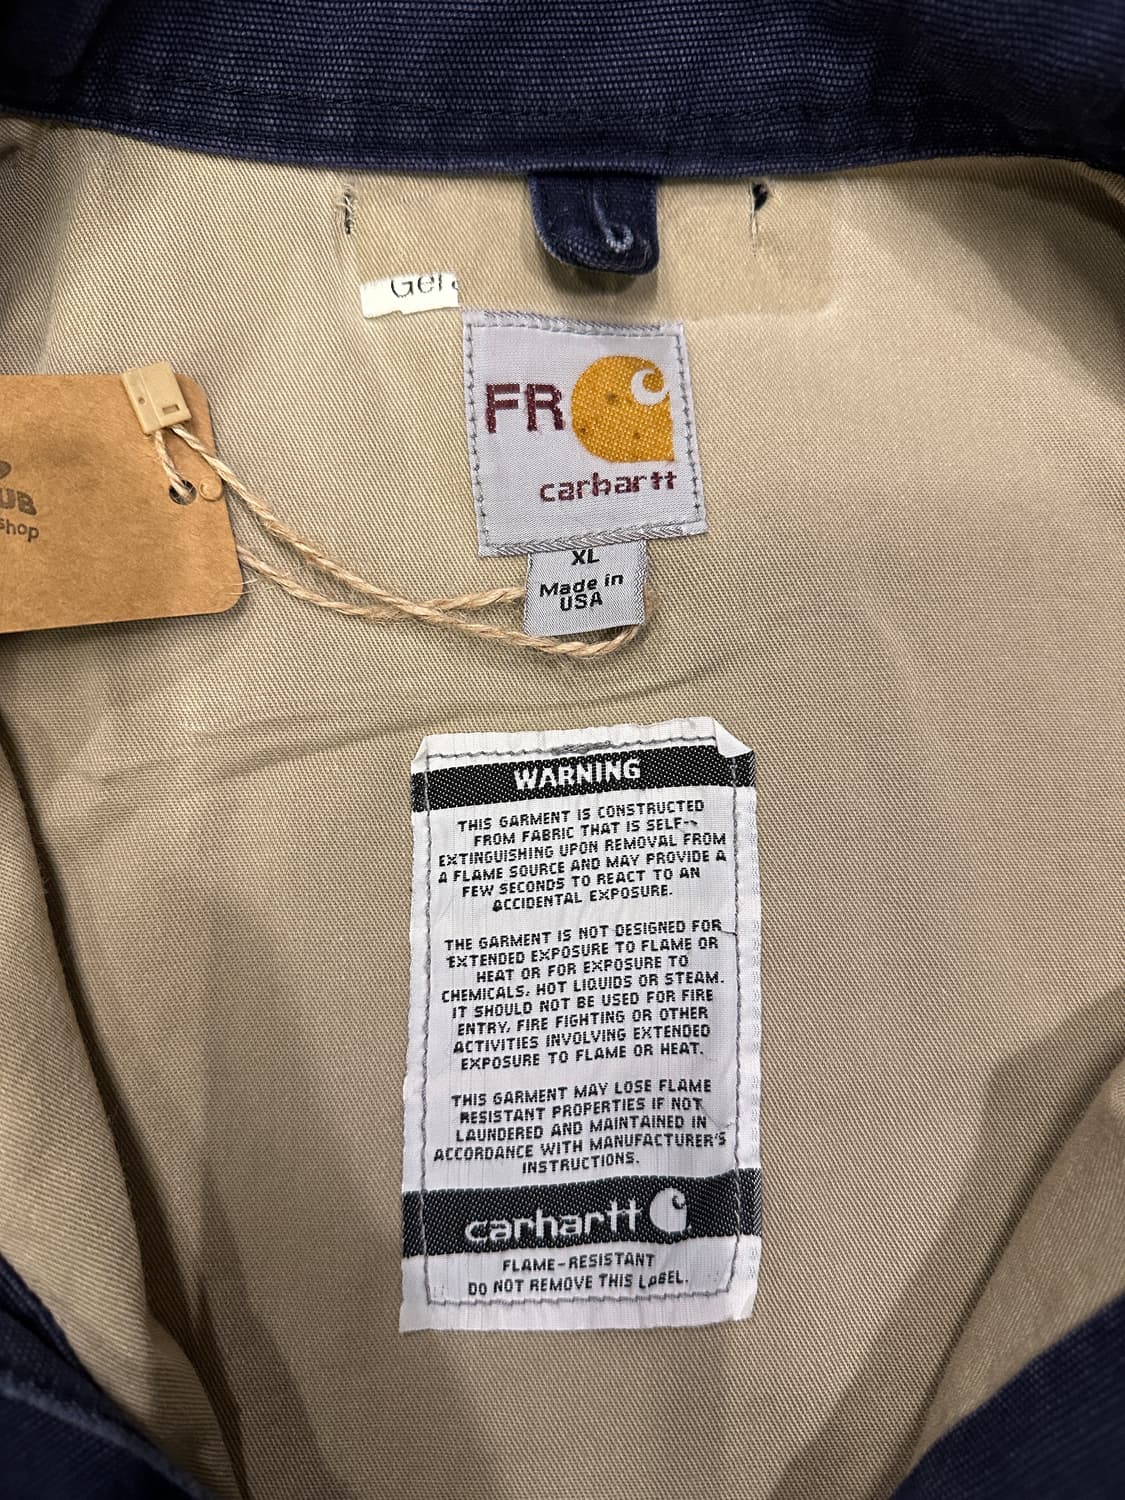 UB
shop
FR
carhartt
XL
Made in
USA
WARNING
THIS GARMENT IS CONSTRUCTED
FROM FABRIC THAT IS SELF-
EXTINGUISHING UPON REMOVAL FROM
A FLAME SOURCE AND MAY PROVIDE A
FEW SECONDS TO REACT TO AN
ACCIDENTAL EXPOSURE.
THE GARMENT IS NOT DESIGNED FOR
EXTENDED EXPOSURE TO FLAME OR
HEAT OR FOR EXPOSURE TO
CHEMICALS, HOT LIQUIDS OR STEAM.
IT SHOULD NOT BE USED FOR FIRE
ENTRY, FIRE FIGHTING OR OTHER
ACTIVITIES INVOLVING EXTENDED
EXPOSURE TO FLAME OR HEAT.
THIS GARMENT MAY LOSE FLAME
RESISTANT PROPERTIES IF NOT
LAUNDERED AND MAINTAINED IN
ACCORDANCE WITH MANUFACTURER'S
INSTRUCTIONS.
carhartt
FLAME-RESISTANT
DO NOT REMOVE THIS LABEL.